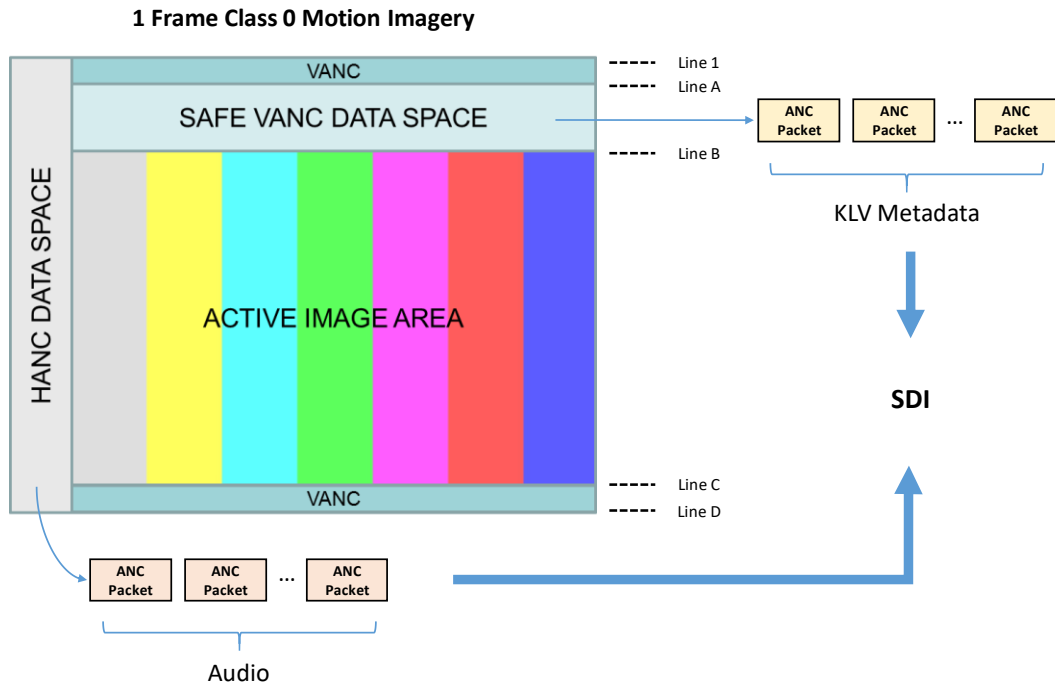 1 Frame Class 0 Motion Imagery
VANC
Line 1
Line A
SAFE VANC DATA SPACE
ANC
Packet
ANC
Packet
...
ANC
Packet
Line B
KLV Metadata
HANC DATA SPACE
ACTIVE IMAGE AREA
SDI
VANC
Line C
Line D
ANC
Packet
ANC
Packet
...
ANC
Packet
Audio